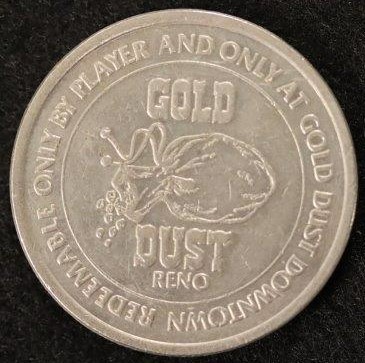 REDEEMABLE ONLY BY PLAYER AND ONLY AT GOLD DUST DOWNTOWN
GOLD
DUST
RENO